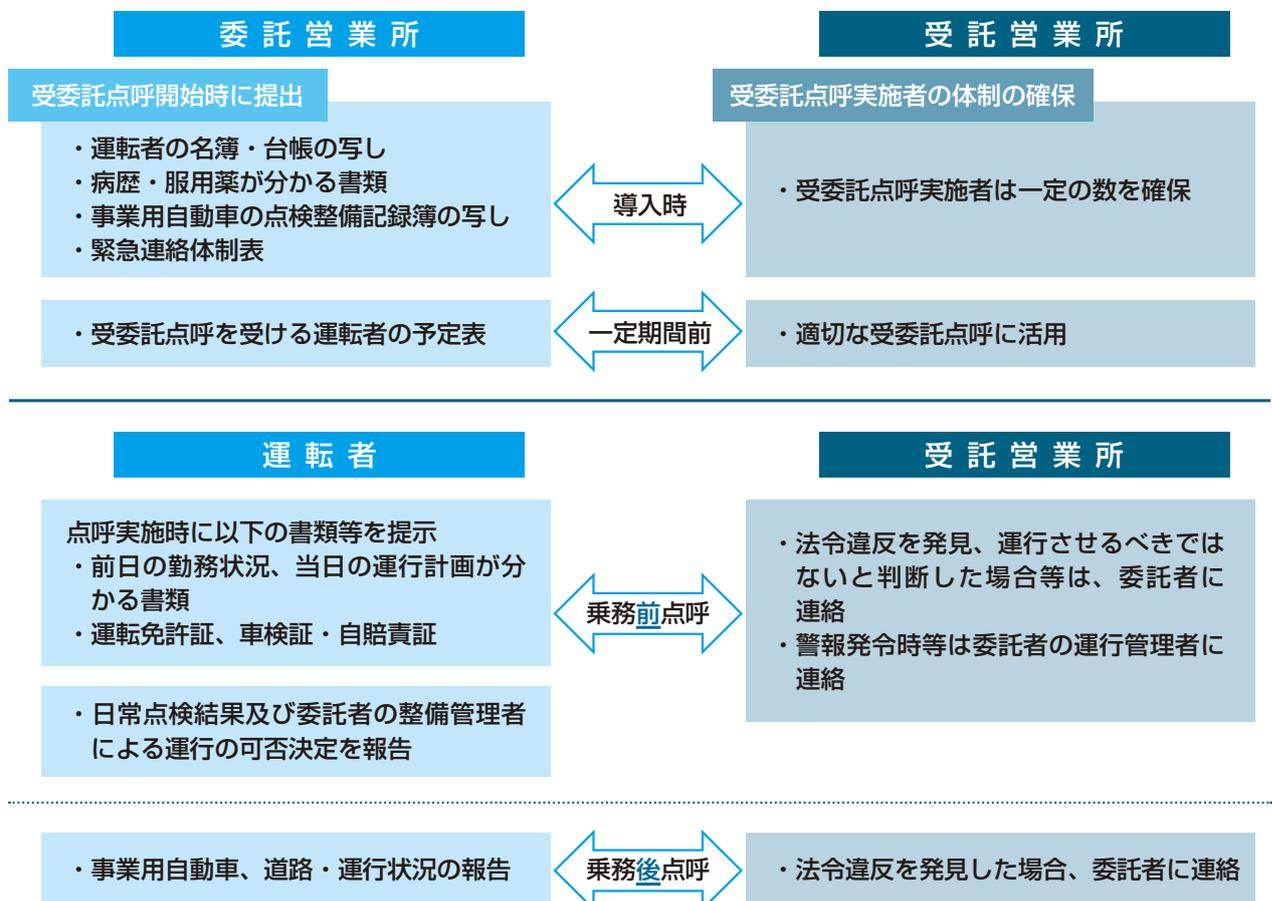 委託営業所
受託営業所
受委託点呼開始時に提出
受委託点呼実施者の体制の確保
・運転者の名簿・台帳の写し
・病歴・服用薬が分かる書類
・事業用自動車の点検整備記録簿の写し
・緊急連絡体制表
導入時
・受委託点呼実施者は一定の数を確保
・受委託点呼を受ける運転者の予定表
一定期間前
・適切な受委託点呼に活用
運転者
受託営業所
点呼実施時に以下の書類等を提示
・前日の勤務状況、当日の運行計画が分
かる書類
・運転免許証、車検証・自賠責証
・日常点検結果及び委託者の整備管理者
による運行の可否決定を報告
乗務前点呼
・法令違反を発見、運行させるべきでは
ないと判断した場合等は、委託者に
連絡
・警報発令時等は委託者の運行管理者に
連絡
・事業用自動車、道路・運行状況の報告
乗務後点呼
・法令違反を発見した場合、委託者に連絡